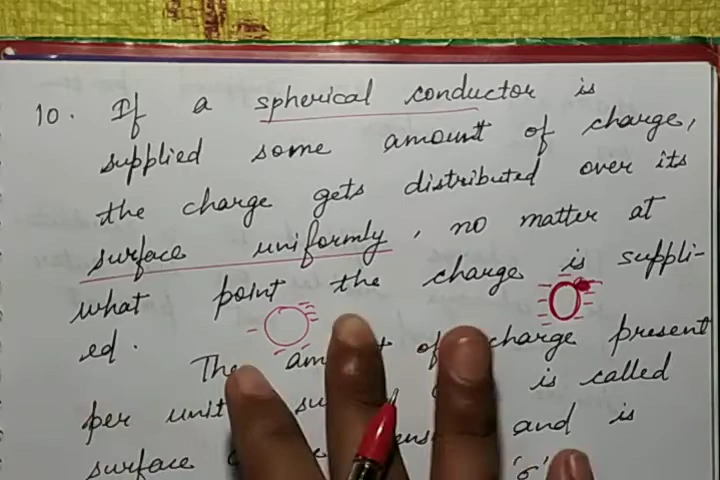 10. If a spherical conductor is
supplied some amount of charge,
the charge gets distributed over its
surface uniformly, no matter at
what point the charge is suppli-
ed.
The of charge present
per unit is called
and is
surface 'σ'